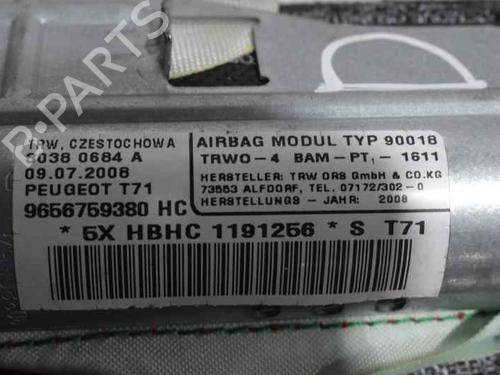 D
B-PARTS
TRW, CZESTOCHOWA
5038 0684 A
09.07.2008
PEUGEOT T71
9656759380 HC
AIRBAG MODUL TYP 90018
TRWO-4 BAM-PT1-1611
HERSTELLER: TRW ORS GmbH & CO.KG
73553 ALFDORF, TEL. 07172/302-0
HERSTELLUNGS - JAHR: 2008
* 5X HBHC 1191256 * S T71